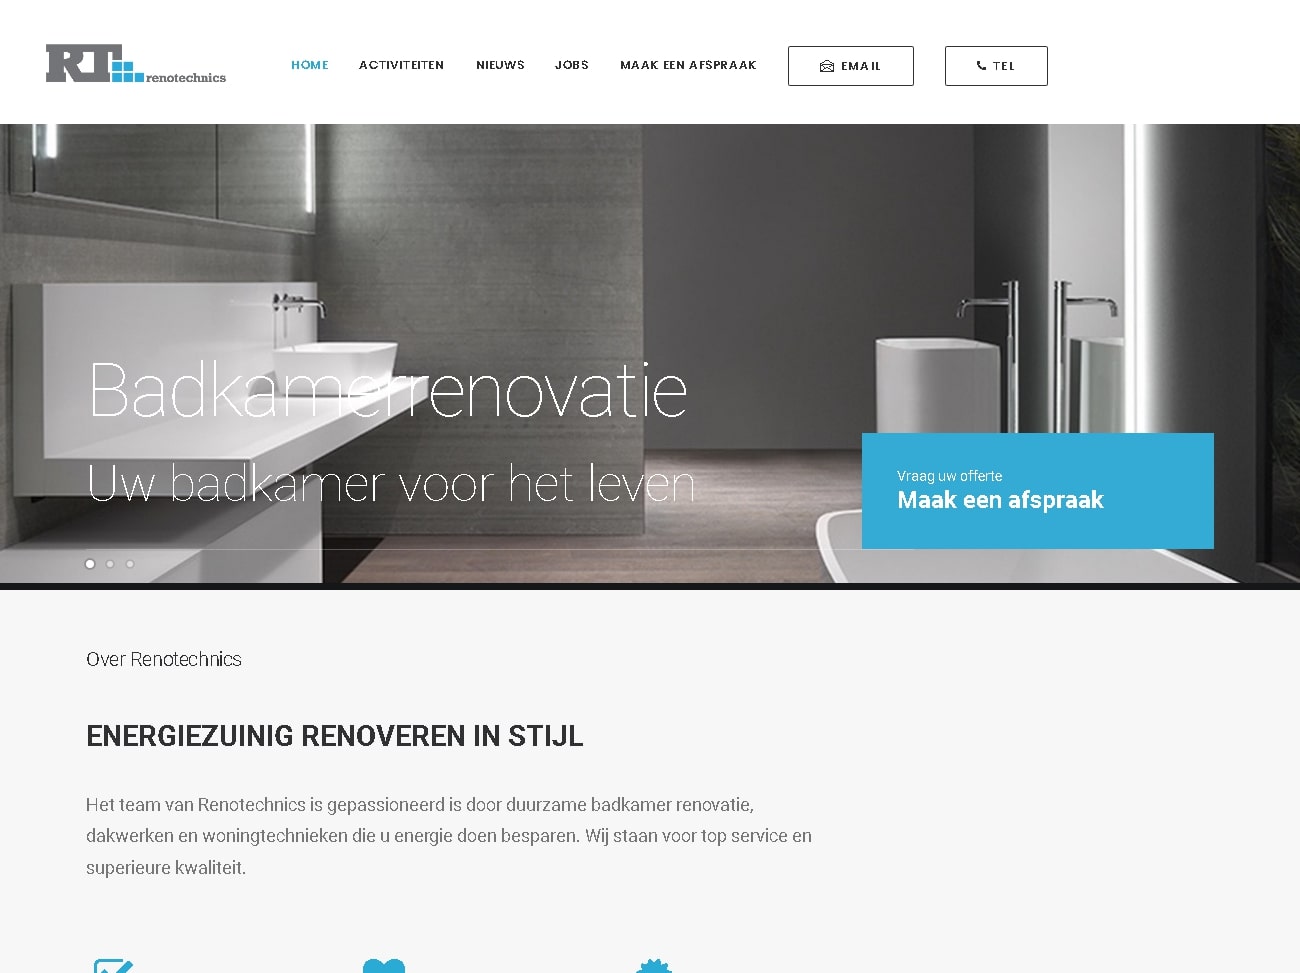 RT renotechnics
HOME
ACTIVITEITEN
NIEUWS
JOBS
MAAK EEN AFSPRAAK
EMAIL
TEL
Badkamerrenovatie
Uw badkamer voor het leven
Vraag uw offerte
Maak een afspraak
Over Renotechnics
ENERGIEZUINIG RENOVEREN IN STIJL
Het team van Renotechnics is gepassioneerd is door duurzame badkamer renovatie,
dakwerken en woningtechnieken die u energie doen besparen. Wij staan voor top service en
superieure kwaliteit.